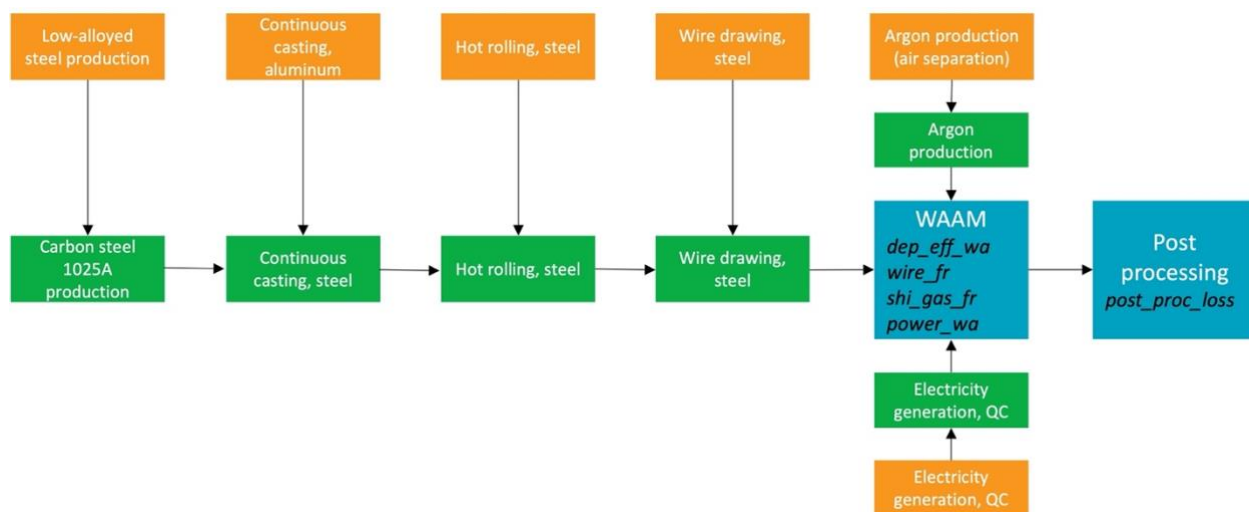 Low-alloyed
steel production
Continuous
casting,
aluminum
Hot rolling, steel
Wire drawing,
steel
Argon production
(air separation)
Argon
production
Carbon steel
1025A
production
Continuous
casting, steel
Hot rolling, steel
Wire drawing,
steel
WAAM
dep_eff_wa
wire_fr
shi_gas_fr
power_wa
Post
processing
post_proc_loss
Electricity
generation, QC
Electricity
generation, QC